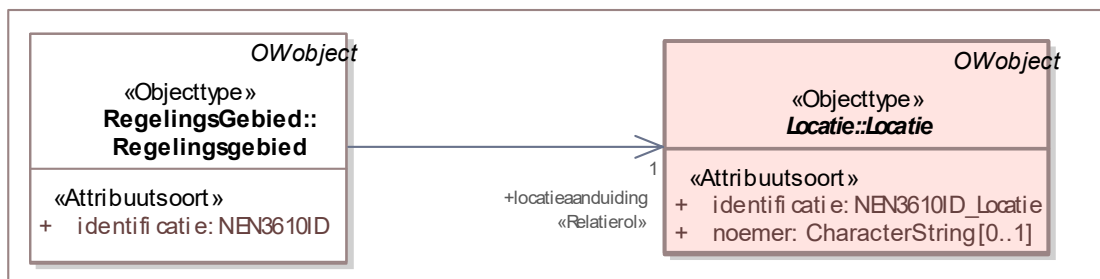 OWobject
«Objecttype»
RegelingsGebied::
Regelingsgebied
«Attribuutsoort»
+ identificatie: NEN3610ID
1
+locatieaanduiding
«Relatierol»
OWobject
«Objecttype»
Locatie::Locatie
«Attribuutsoort»
+ identificatie: NEN3610ID_Locatie
+ noemer: CharacterString [0..1]